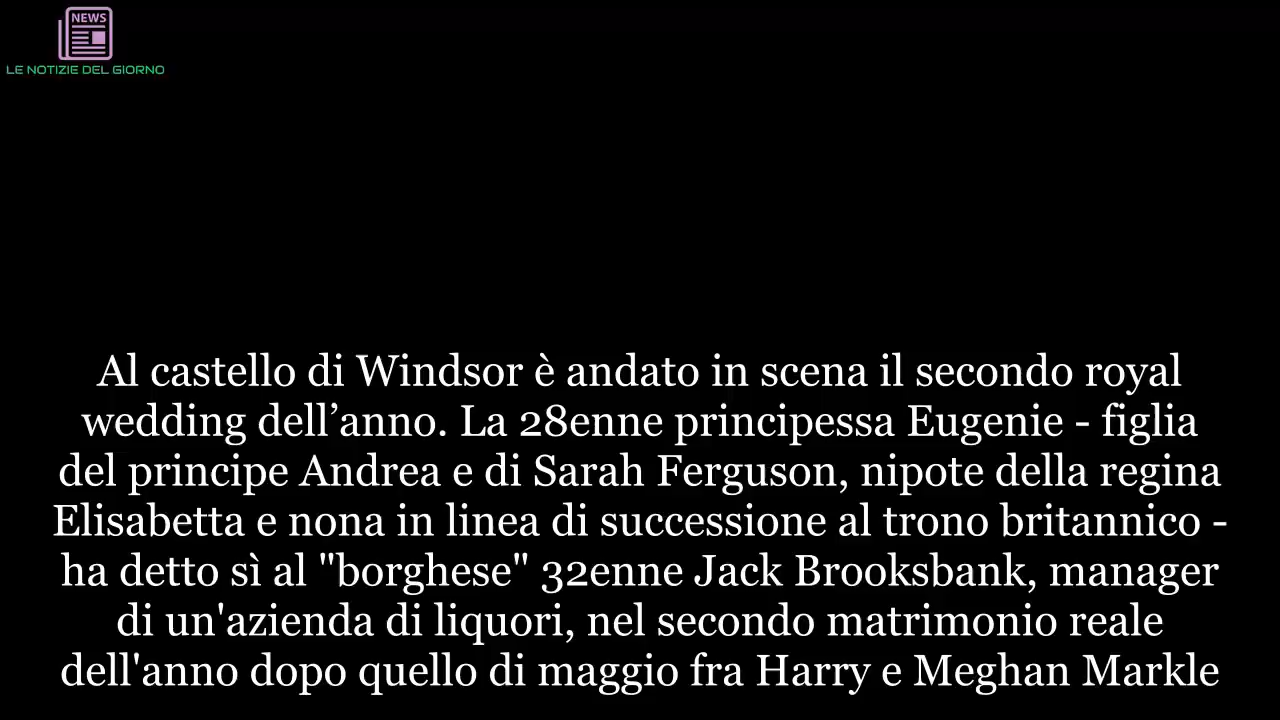 NEWS
LE NOTIZIE DEL GIORNO
Al castello di Windsor è andato in scena il secondo royal
wedding dell’anno. La 28enne principessa Eugenie - figlia
del principe Andrea e di Sarah Ferguson, nipote della regina
Elisabetta e nona in linea di successione al trono britannico -
ha detto sì al "borghese" 32enne Jack Brooksbank, manager
di un'azienda di liquori, nel secondo matrimonio reale
dell'anno dopo quello di maggio fra Harry e Meghan Markle